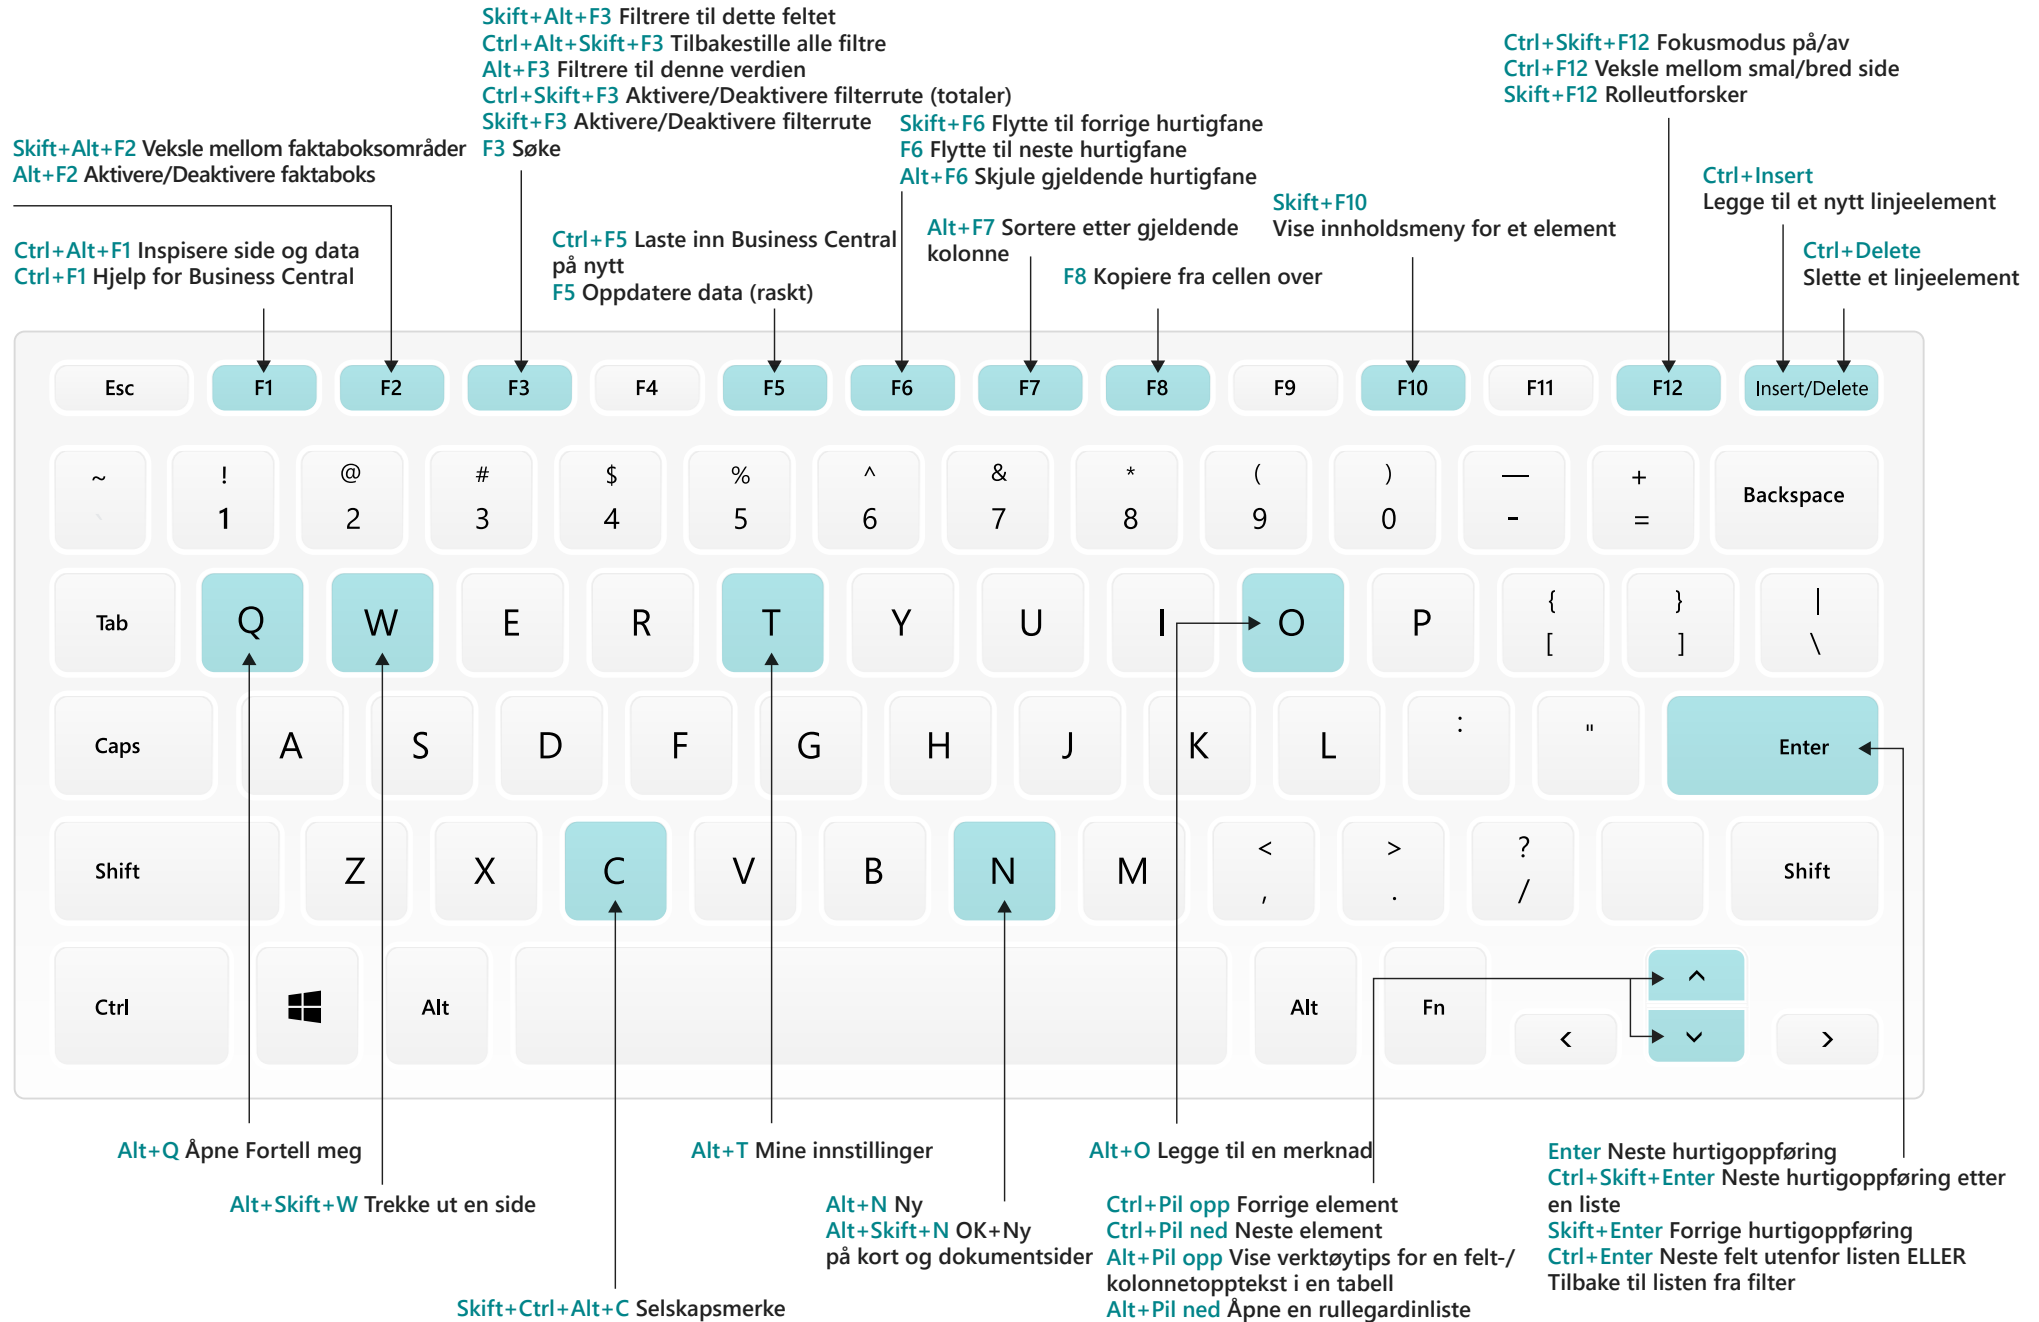 Skift+Alt+F3 Filtrere til dette feltet
Ctrl+Alt+Skift+F3 Tilbakestille alle filtre
Alt+F3 Filtrere til denne verdien
Ctrl+Skift+F3 Aktivere/Deaktivere filterrute (totaler)
Skift+F3 Aktivere/Deaktivere filterrute
F3 Søke
Ctrl+Skift+F12 Fokusmodus på/av
Ctrl+F12 Veksle mellom smal/bred side
Skift+F12 Rolleutforsker
Skift+F6 Flytte til forrige hurtigfane
F6 Flytte til neste hurtigfane
Alt+F6 Skjule gjeldende hurtigfane
Skift+Alt+F2 Veksle mellom faktaboksområder
Alt+F2 Aktivere/Deaktivere faktaboks
Ctrl+Insert
Legge til et nytt linjeelement
Skift+F10
Vise innholdsmeny for et element
Alt+F7 Sortere etter gjeldende
kolonne
Ctrl+F5 Laste inn Business Central
på nytt
F5 Oppdatere data (raskt)
Ctrl+Alt+F1 Inspisere side og data
Ctrl+F1 Hjelp for Business Central
F8 Kopiere fra cellen over
Ctrl+Delete
Slette et linjeelement
Esc F1 F2 F3 F4 F5 F6 F7 F8 F9 F10 F11 F12 Insert/Delete
~ ! @ # $ % ^ & * ( ) — +
` 1 2 3 4 5 6 7 8 9 0 - = Backspace
Tab Q W E R T Y U I O P { [ } ] | \
Caps A S D F G H J K L : " Enter
Shift Z X C V B N M < , > . ? / Shift
Ctrl Alt Alt Fn < ^ ⌄ >
Alt+Q Åpne Fortell meg
Alt+Skift+W Trekke ut en side
Skift+Ctrl+Alt+C Selskapsmerke
Alt+T Mine innstillinger
Alt+N Ny
Alt+Skift+N OK+Ny
på kort og dokumentsider
Alt+O Legge til en merknad
Ctrl+Pil opp Forrige element
Ctrl+Pil ned Neste element
Alt+Pil opp Vise verktøytips for en felt-/
kolonnetopptekst i en tabell
Alt+Pil ned Åpne en rullegardinliste
Enter Neste hurtigoppføring
Ctrl+Skift+Enter Neste hurtigoppføring etter
en liste
Skift+Enter Forrige hurtigoppføring
Ctrl+Enter Neste felt utenfor listen ELLER
Tilbake til listen fra filter